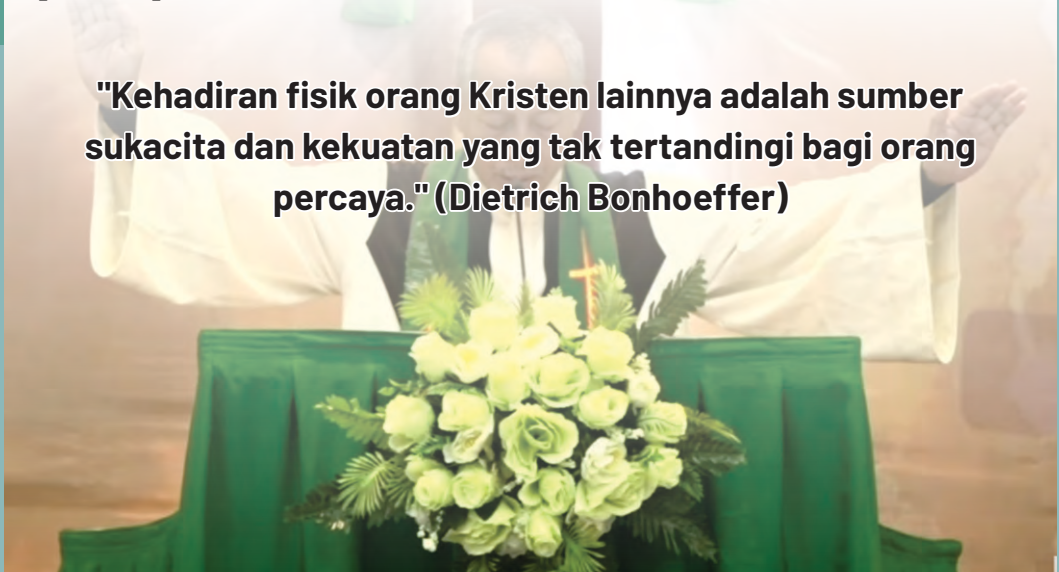 "Kehadiran fisik orang Kristen lainnya adalah sumber
sukacita dan kekuatan yang tak tertandingi bagi orang
percaya." (Dietrich Bonhoeffer)